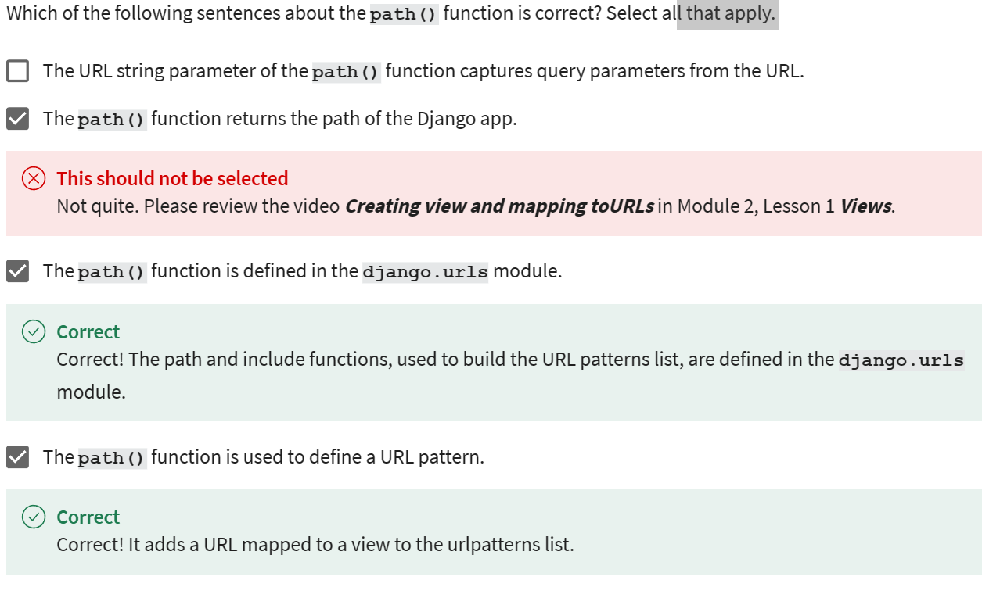 Which of the following sentences about the path() function is correct? Select all that apply.
The URL string parameter of the path() function captures query parameters from the URL.
The path() function returns the path of the Django app.
This should not be selected
Not quite. Please review the video Creating view and mapping toURLs in Module 2, Lesson 1 Views.
The path() function is defined in the django.urls module.
Correct
Correct! The path and include functions, used to build the URL patterns list, are defined in the django.urls
module.
The path() function is used to define a URL pattern.
Correct
Correct! It adds a URL mapped to a view to the urlpatterns list.